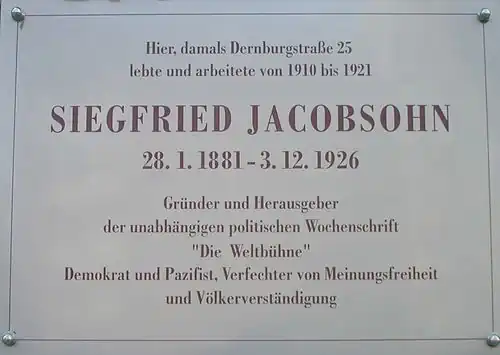 Hier, damals Dernburgstraße 25
lebte und arbeitete von 1910 bis 1921
SIEGFRIED JACOBSOHN
28. 1. 1881 - 3. 12. 1926
Gründer und Herausgeber
der unabhängigen politischen Wochenschrift
"Die Weltbühne"
Demokrat und Pazifist, Verfechter von Meinungsfreiheit
und Völkerverständigung